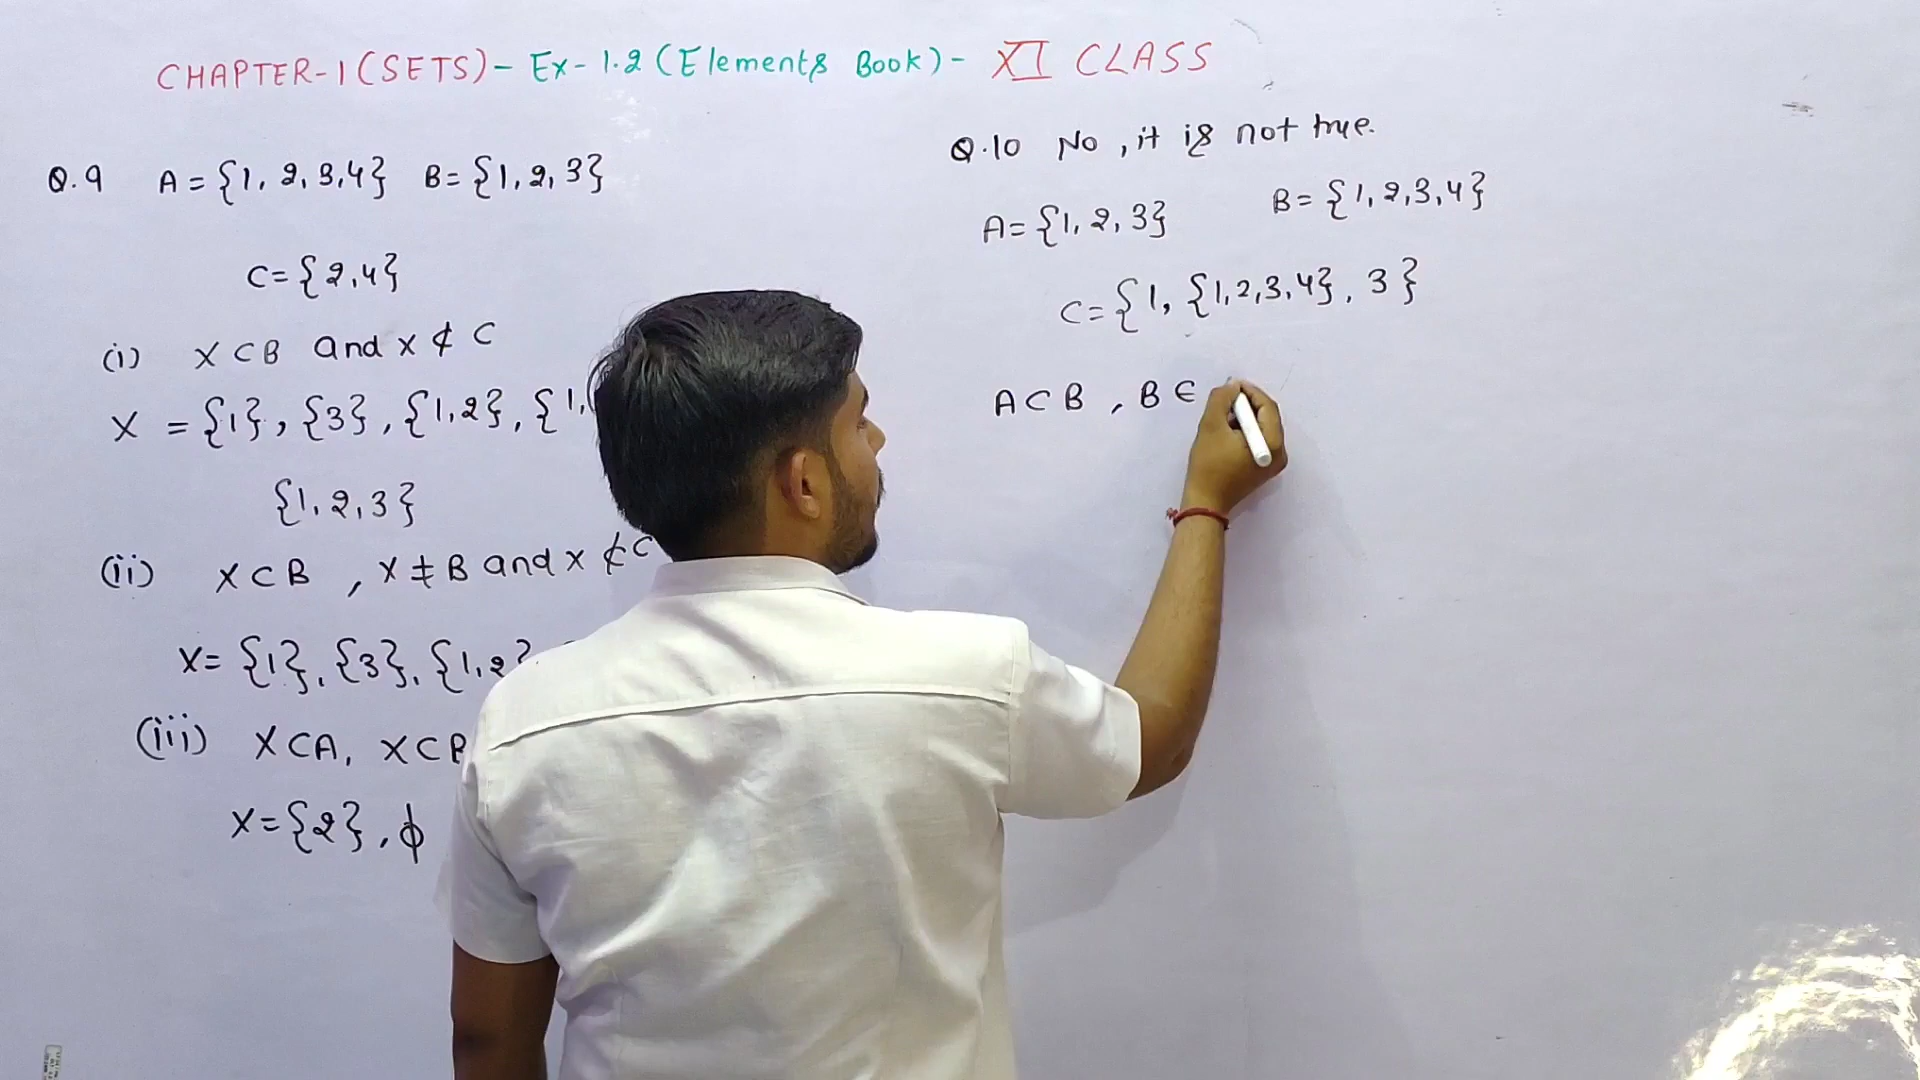 CHAPTER-1 (SETS) - Ex-1.2 (Elements Book) - XI CLASS
Q.9 A = {1, 2, 3, 4} B = {1, 2, 3}
C = {2, 4}
(i) X ⊂ B and X ⊄ C
X = {1}, {3}, {1, 2}, {1,
{1, 2, 3}
(ii) X ⊂ B, X ≠ B and X ⊄ C
X = {1}, {3}, {1, 2}
(iii) X ⊂ A, X ⊂ B
X = {2}, ϕ
Q.10 No, it is not true.
A = {1, 2, 3} B = {1, 2, 3, 4}
C = {1, {1, 2, 3, 4}, 3}
A ⊂ B, B ∈